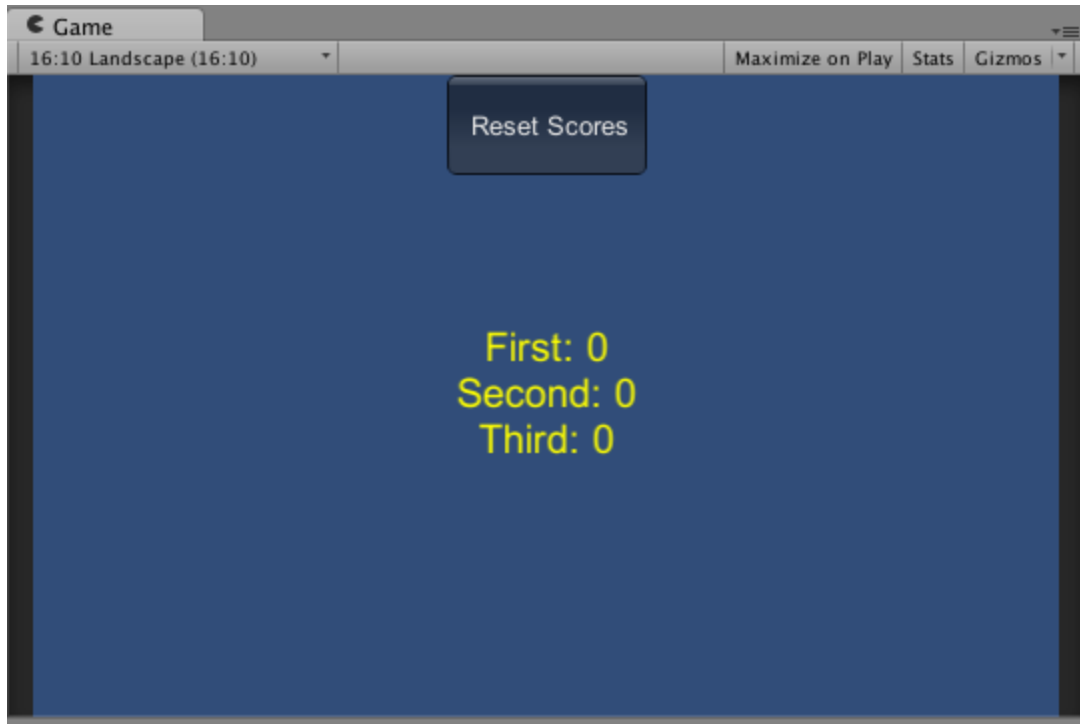 Game
16:10 Landscape (16:10) Maximize on Play Stats Gizmos
Reset Scores
First: 0
Second: 0
Third: 0